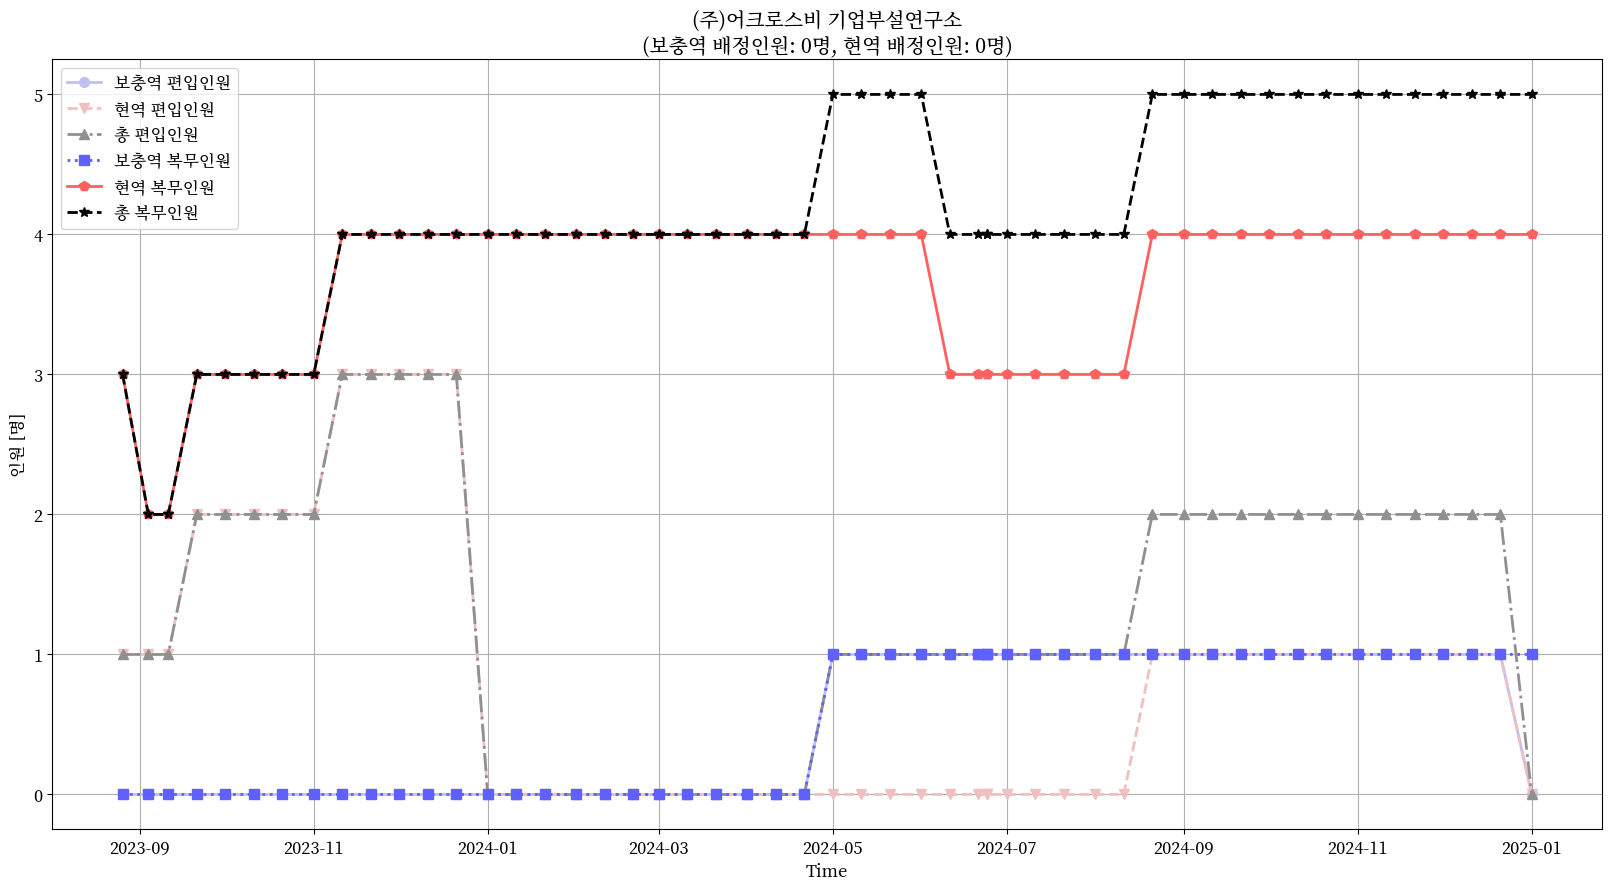 (주)어크로스비 기업부설연구소
(보충역 배정인원: 0명, 현역 배정인원: 0명)
보충역 편입인원
현역 편입인원
총 편입인원
보충역 복무인원
현역 복무인원
총 복무인원
인원 [명]
5
4
3
2
1
0
2023-09
2023-11
2024-01
2024-03
2024-05
2024-07
2024-09
2024-11
2025-01
Time